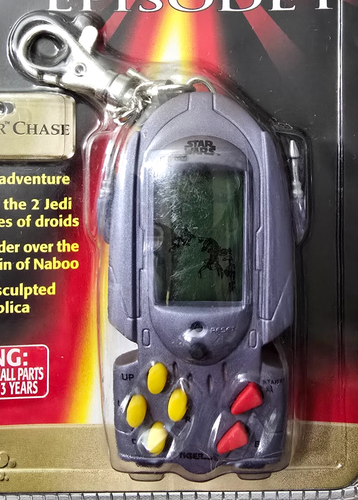 EPISODE I
STAR
WARS
R CHASE
adventure
the 2 Jedi
es of droids
der over the
in of Naboo
sculpted
plica
NG:
ALL PARTS
3 YEARS
RESET
UP
START